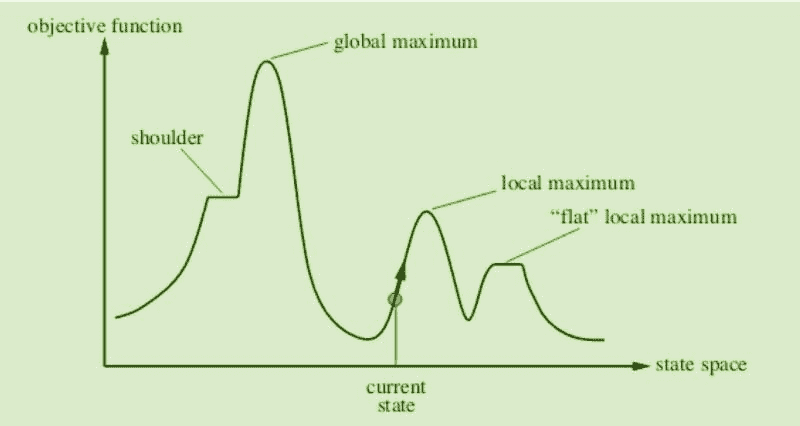 objective function
global maximum
shoulder
local maximum
“flat” local maximum
state space
current
state